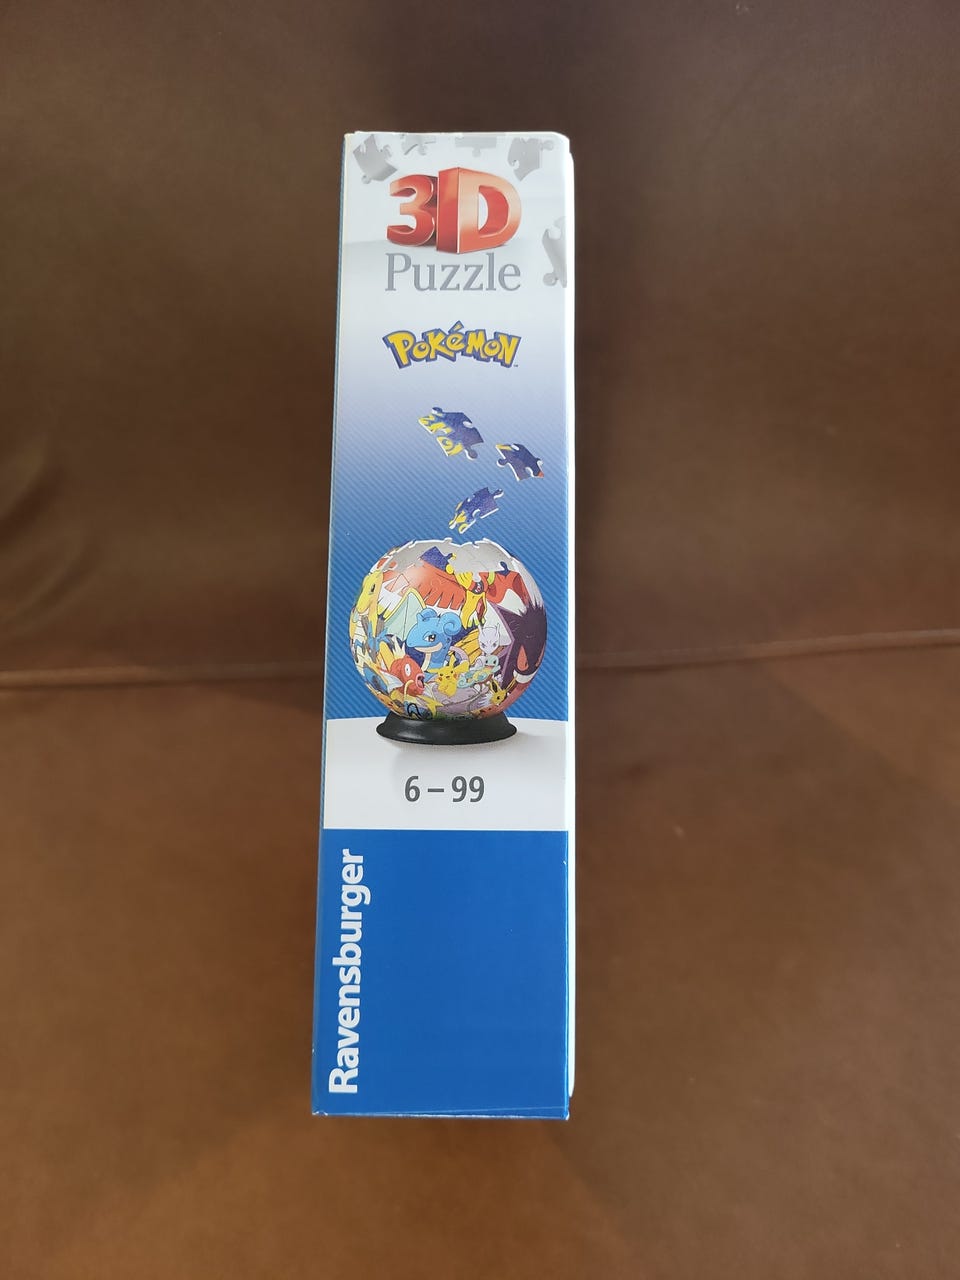 3D
Puzzle
POKéMON
6 – 99
Ravensburger